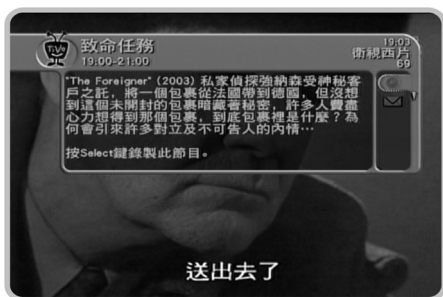 TiVo
致命任務
19:00-21:00
19:03
衛視西片
69
"The Foreigner" (2003) 私家偵探強納森受神秘客
戶之託，將一個包裹從法國帶到德國，但沒想
到這個未開封的包裹暗藏著秘密，許多人費盡
心力想得到那個包裹，到底包裹裡是什麼？為
何會引來許多對立及不可告人的內情…
按Select鍵錄製此節目。
送出去了